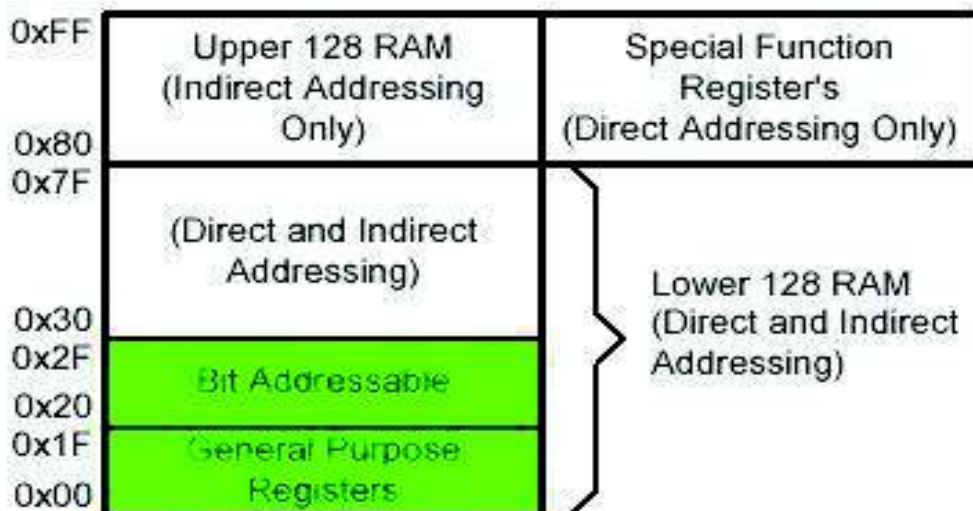 0xFF
Upper 128 RAM
(Indirect Addressing
Only)
Special Function
Register's
(Direct Addressing Only)
0x80
0x7F
(Direct and Indirect
Addressing)
0x30
0x2F
Bit Addressable
0x20
0x1F
General Purpose
Registers
0x00
Lower 128 RAM
(Direct and Indirect
Addressing)